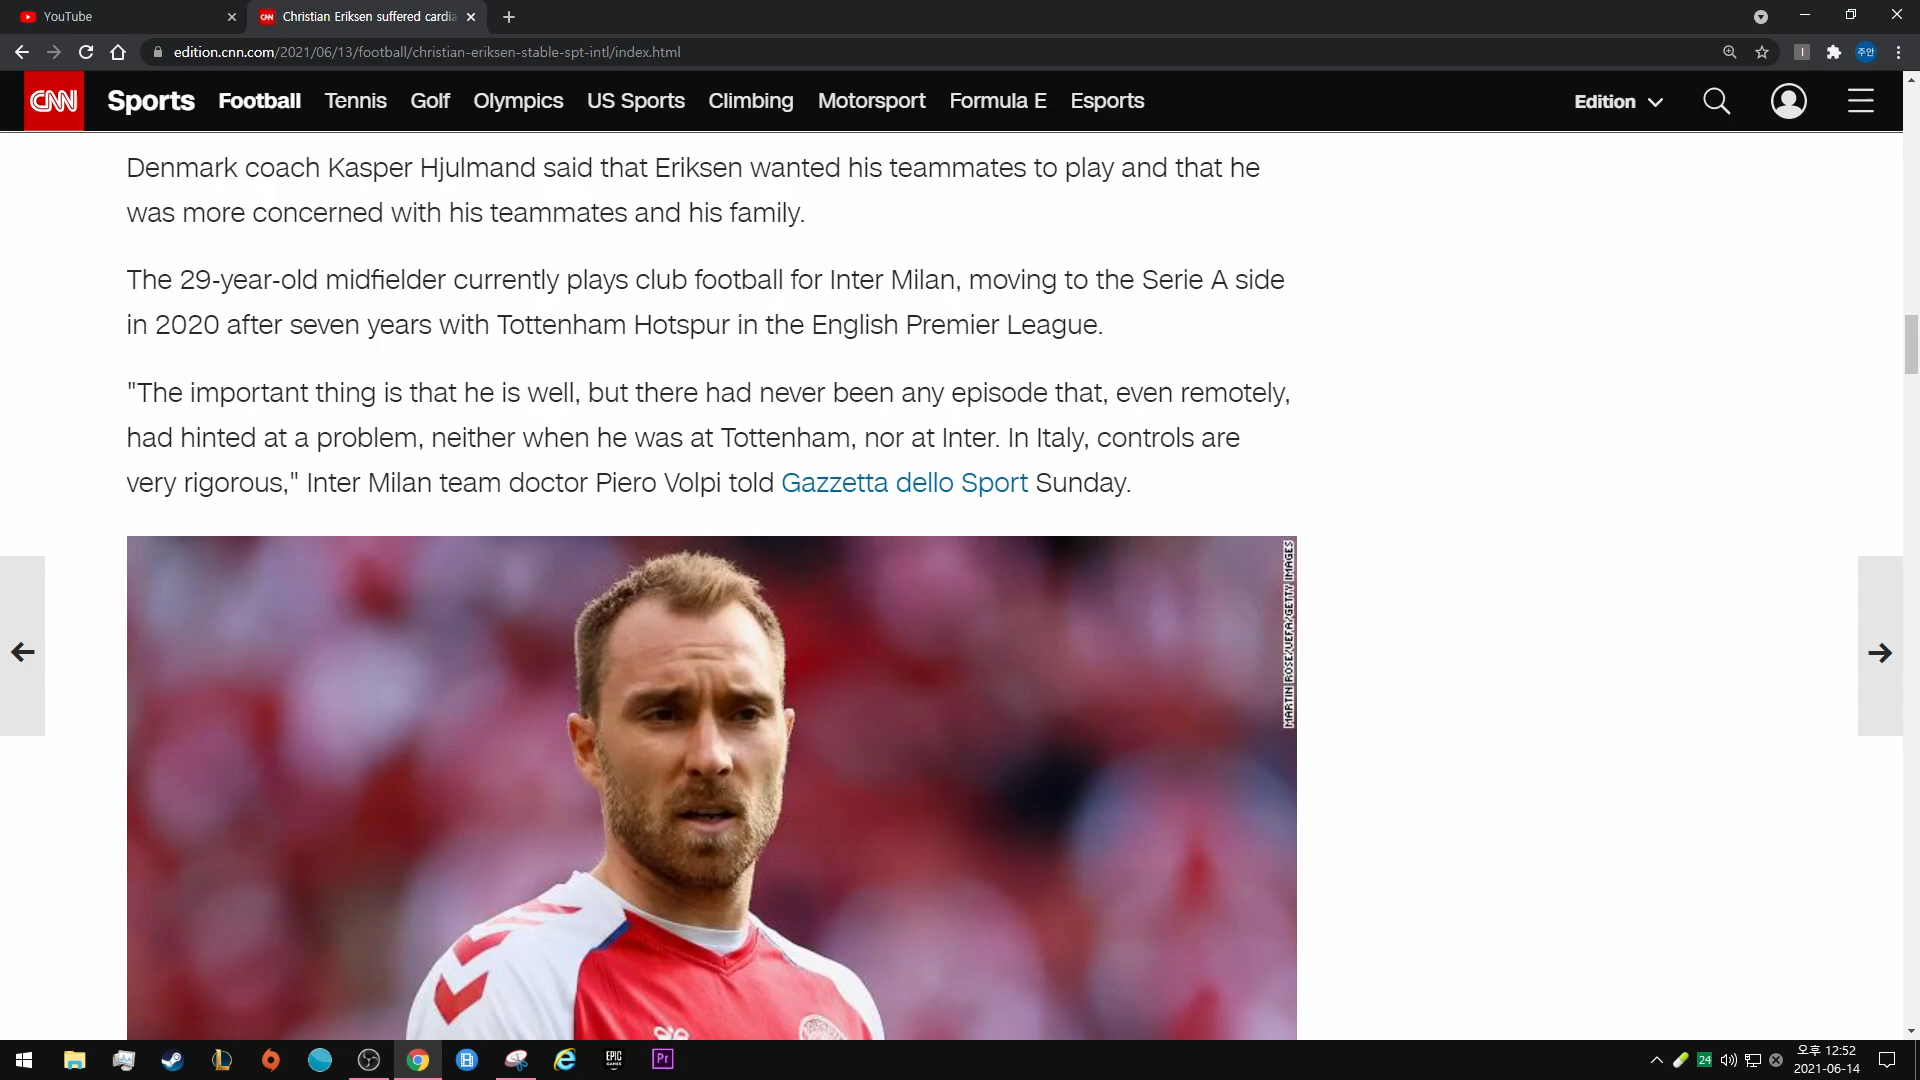 YouTube
CNN
Christian Eriksen suffered cardia
edition.cnn.com/2021/06/13/football/christian-eriksen-stable-spt-intl/index.html
I
주안
CNN Sports Football Tennis Golf Olympics US Sports Climbing Motorsport Formula E Esports
Edition
Denmark coach Kasper Hjulmand said that Eriksen wanted his teammates to play and that he
was more concerned with his teammates and his family.
The 29-year-old midfielder currently plays club football for Inter Milan, moving to the Serie A side
in 2020 after seven years with Tottenham Hotspur in the English Premier League.
"The important thing is that he is well, but there had never been any episode that, even remotely,
had hinted at a problem, neither when he was at Tottenham, nor at Inter. In Italy, controls are
very rigorous," Inter Milan team doctor Piero Volpi told Gazzetta dello Sport Sunday.
MARTIN ROSE/UEFA/GETTY IMAGES
EPIC
GAMES
Pr
24
오후 12:52
2021-06-14